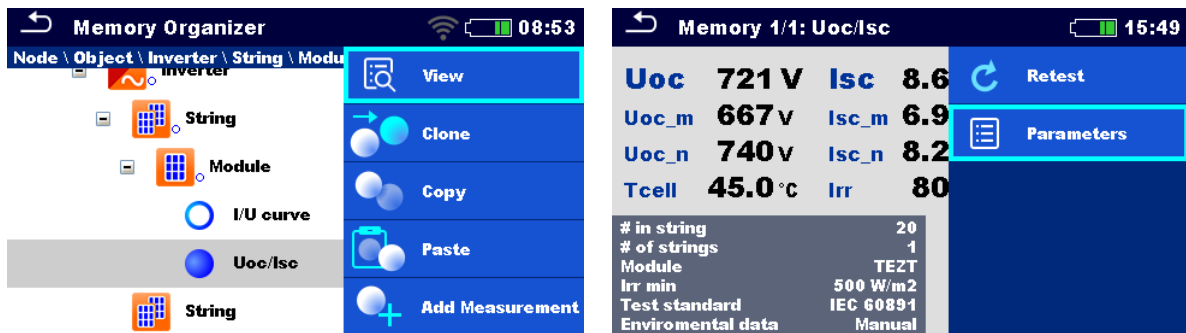 Memory Organizer 08:53
Node \ Object \ Inverter \ String \ Modu
Inverter
String
Module
I/U curve
Uoc/Isc
String
View
Clone
Copy
Paste
Add Measurement
Memory 1/1: Uoc/Isc 15:49
Uoc 721 V Isc 8.6
Uoc_m 667 V Isc_m 6.9
Uoc_n 740 V Isc_n 8.2
Tcell 45.0 °C Irr 80
# in string 20
# of strings 1
Module TEZT
Irr min 500 W/m2
Test standard IEC 60891
Enviromental data Manual
Retest
Parameters